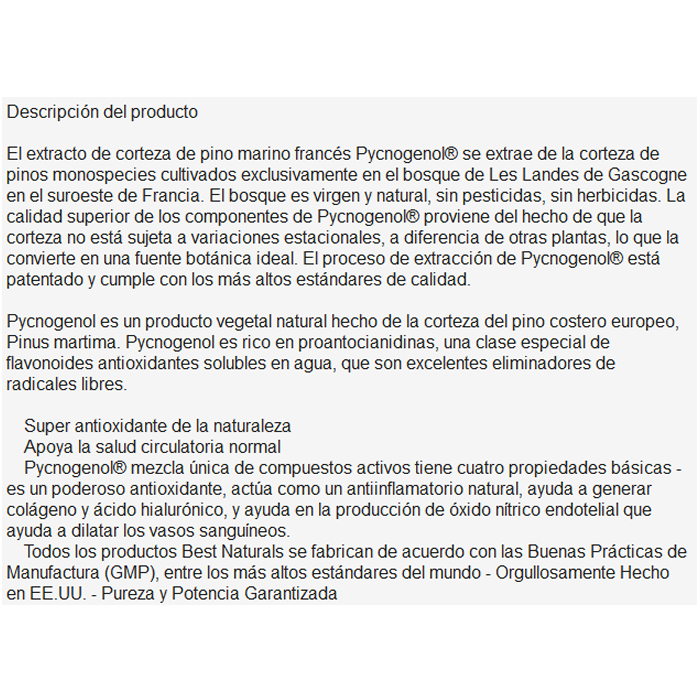 Descripción del producto
El extracto de corteza de pino marino francés Pycnogenol® se extrae de la corteza de
pinos monospecies cultivados exclusivamente en el bosque de Les Landes de Gascogne
en el suroeste de Francia. El bosque es virgen y natural, sin pesticidas, sin herbicidas. La
calidad superior de los componentes de Pycnogenol® proviene del hecho de que la
corteza no está sujeta a variaciones estacionales, a diferencia de otras plantas, lo que la
convierte en una fuente botánica ideal. El proceso de extracción de Pycnogenol® está
patentado y cumple con los más altos estándares de calidad.
Pycnogenol es un producto vegetal natural hecho de la corteza del pino costero europeo,
Pinus martima. Pycnogenol es rico en proantocianidinas, una clase especial de
flavonoides antioxidantes solubles en agua, que son excelentes eliminadores de
radicales libres.
Super antioxidante de la naturaleza
Apoya la salud circulatoria normal
Pycnogenol® mezcla única de compuestos activos tiene cuatro propiedades básicas -
es un poderoso antioxidante, actúa como un antiinflamatorio natural, ayuda a generar
colágeno y ácido hialurónico, y ayuda en la producción de óxido nítrico endotelial que
ayuda a dilatar los vasos sanguíneos.
Todos los productos Best Naturals se fabrican de acuerdo con las Buenas Prácticas de
Manufactura (GMP), entre los más altos estándares del mundo - Orgullosamente Hecho
en EE.UU. - Pureza y Potencia Garantizada